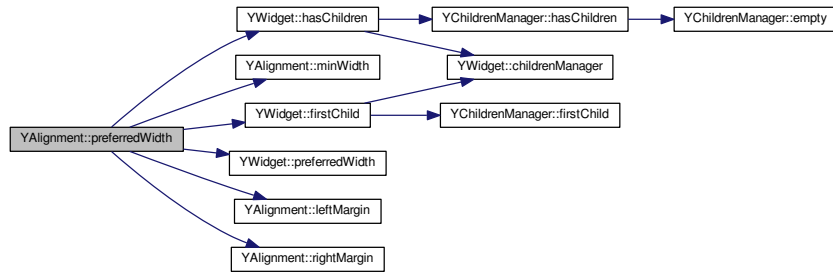 YWidget::hasChildren
YChildrenManager::hasChildren
YChildrenManager::empty
YAlignment::minWidth
YWidget::childrenManager
YWidget::firstChild
YChildrenManager::firstChild
YAlignment::preferredWidth
YWidget::preferredWidth
YAlignment::leftMargin
YAlignment::rightMargin